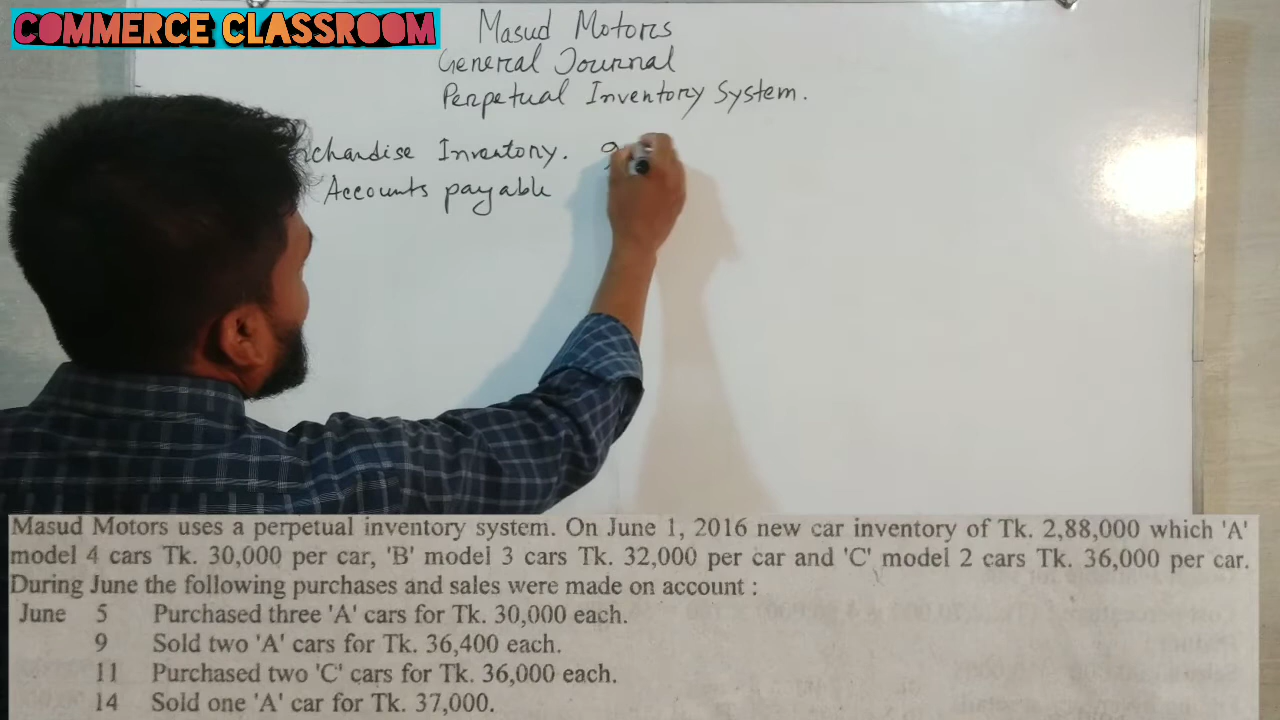 COMMERCE CLASSROOM
Masud Motors
General Journal
Perpetual Inventory System.
chandise Inventory. 9
Accounts payable
Masud Motors uses a perpetual inventory system. On June 1, 2016 new car inventory of Tk. 2,88,000 which 'A'
model 4 cars Tk. 30,000 per car, 'B' model 3 cars Tk. 32,000 per car and 'C' model 2 cars Tk. 36,000 per car.
During June the following purchases and sales were made on account :
June 5 Purchased three 'A' cars for Tk. 30,000 each.
9 Sold two 'A' cars for Tk. 36,400 each.
11 Purchased two 'C' cars for Tk. 36,000 each.
14 Sold one 'A' car for Tk. 37,000.